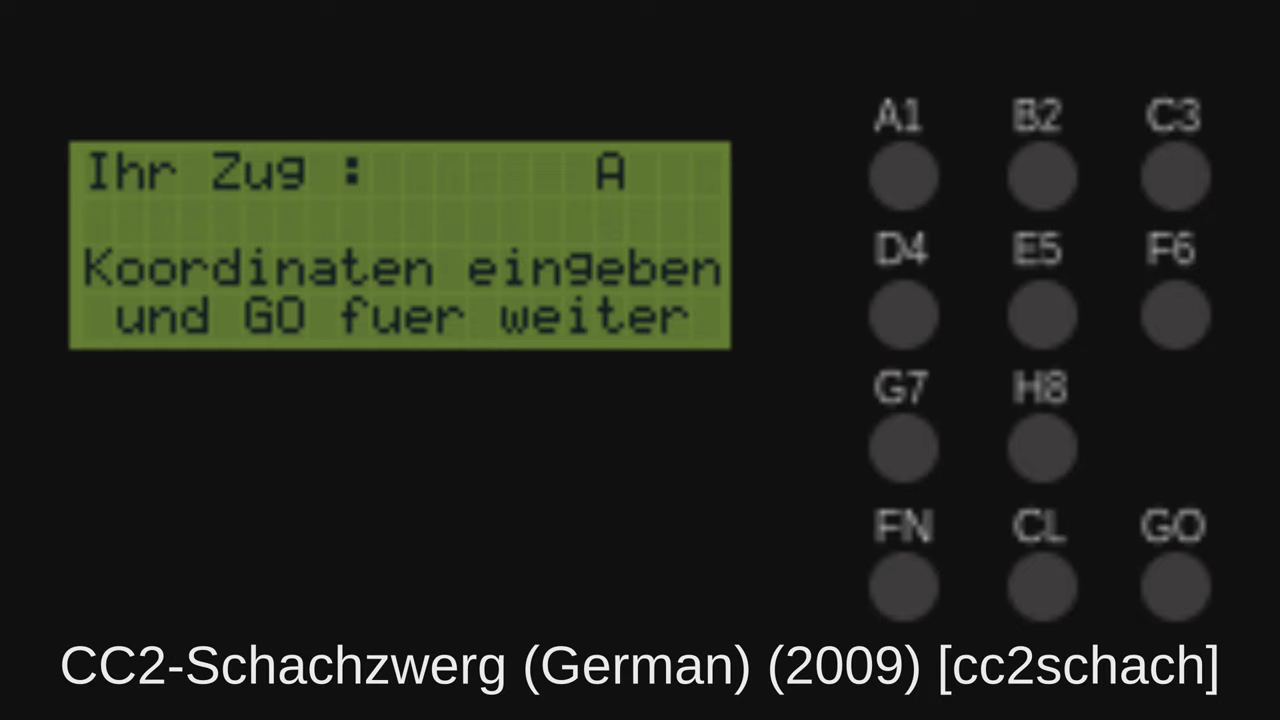 Ihr Zug : A
Koordinaten eingeben
und GO fuer weiter
A1 B2 C3
D4 E5 F6
G7 H8
FN CL GO
CC2-Schachzwerg (German) (2009) [cc2schach]